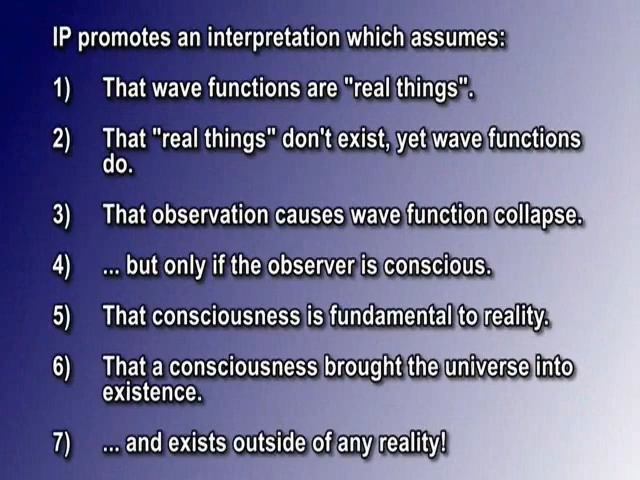 IP promotes an interpretation which assumes:
1) That wave functions are "real things".
2) That "real things" don't exist, yet wave functions
do.
3) That observation causes wave function collapse.
4) ... but only if the observer is conscious.
5) That consciousness is fundamental to reality.
6) That a consciousness brought the universe into
existence.
7) ... and exists outside of any reality!